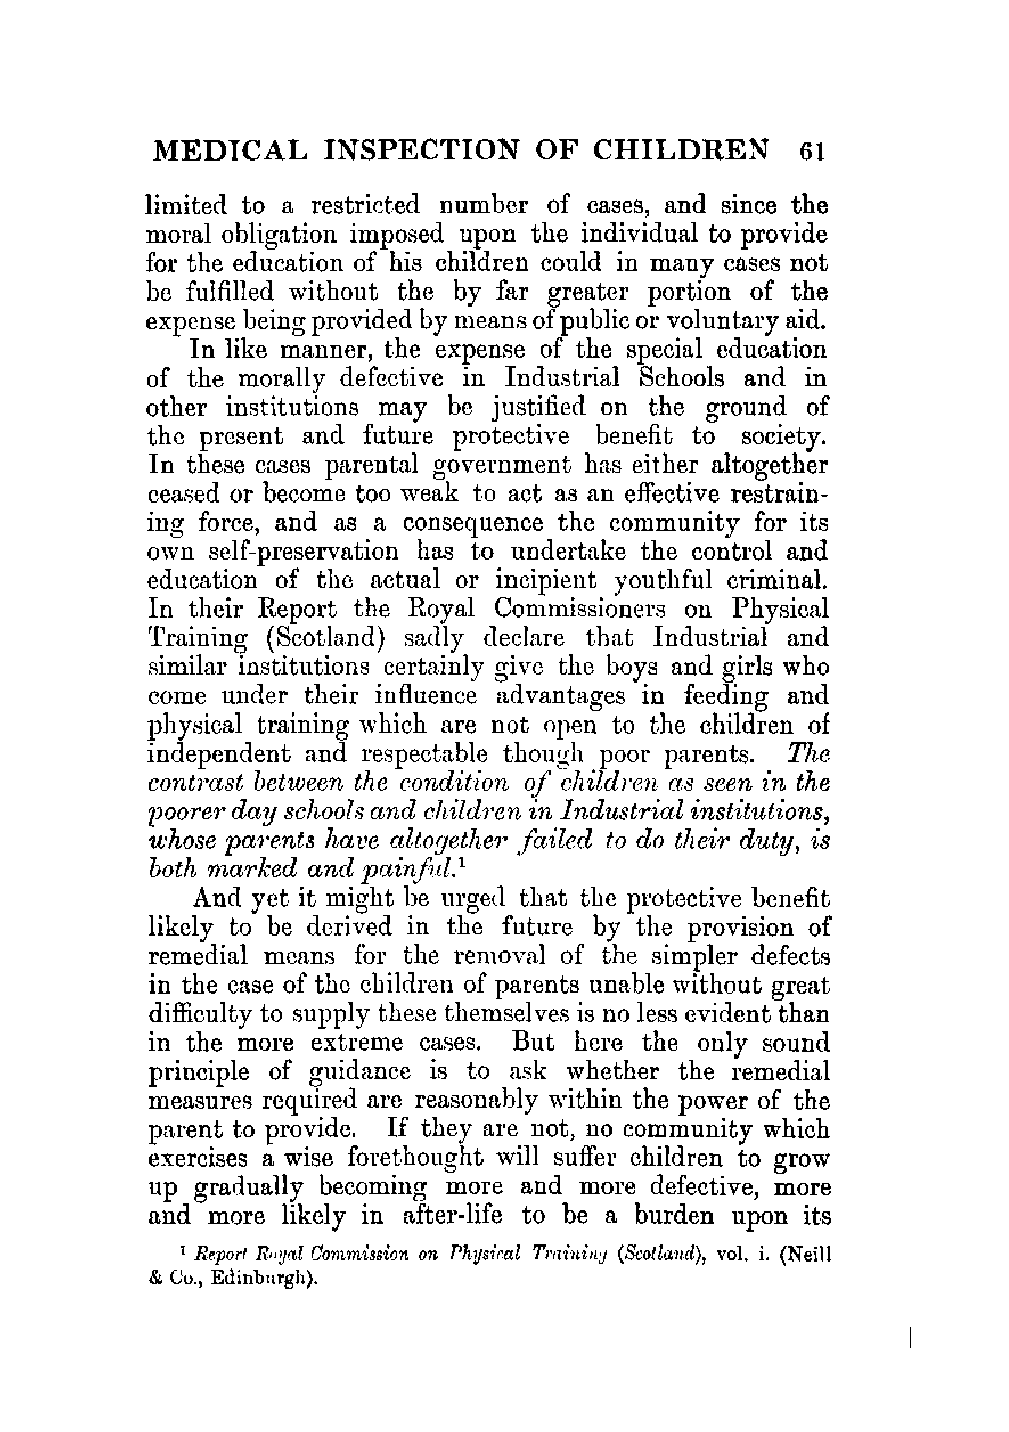 MEDICAL INSPECTION OF CHILDREN 61
limited to a restricted number of cases, and since the
moral obligation imposed upon the individual to provide
for the education of his children could in many cases not
be fulfilled without the by far greater portion of the
expense being provided by means of public or voluntary aid.
In like manner, the expense of the special education
of the morally defective in Industrial Schools and in
other institutions may be justified on the ground of
the present and future protective benefit to society.
In these cases parental government has either altogether
ceased or become too weak to act as an effective restrain-
ing force, and as a consequence the community for its
own self-preservation has to undertake the control and
education of the actual or incipient youthful criminal.
In their Report the Royal Commissioners on Physical
Training (Scotland) sadly declare that Industrial and
similar institutions certainly give the boys and girls who
come under their influence advantages in feeding and
physical training which are not open to the children of
independent and respectable though poor parents. The
contrast between the condition of children as seen in the
poorer day schools and children in Industrial institutions,
whose parents have altogether failed to do their duty, is
both marked and painful.¹
And yet it might be urged that the protective benefit
likely to be derived in the future by the provision of
remedial means for the removal of the simpler defects
in the case of the children of parents unable without great
difficulty to supply these themselves is no less evident than
in the more extreme cases. But here the only sound
principle of guidance is to ask whether the remedial
measures required are reasonably within the power of the
parent to provide. If they are not, no community which
exercises a wise forethought will suffer children to grow
up gradually becoming more and more defective, more
and more likely in after-life to be a burden upon its
¹ Report Royal Commission on Physical Training (Scotland), vol. i. (Neill
& Co., Edinburgh).